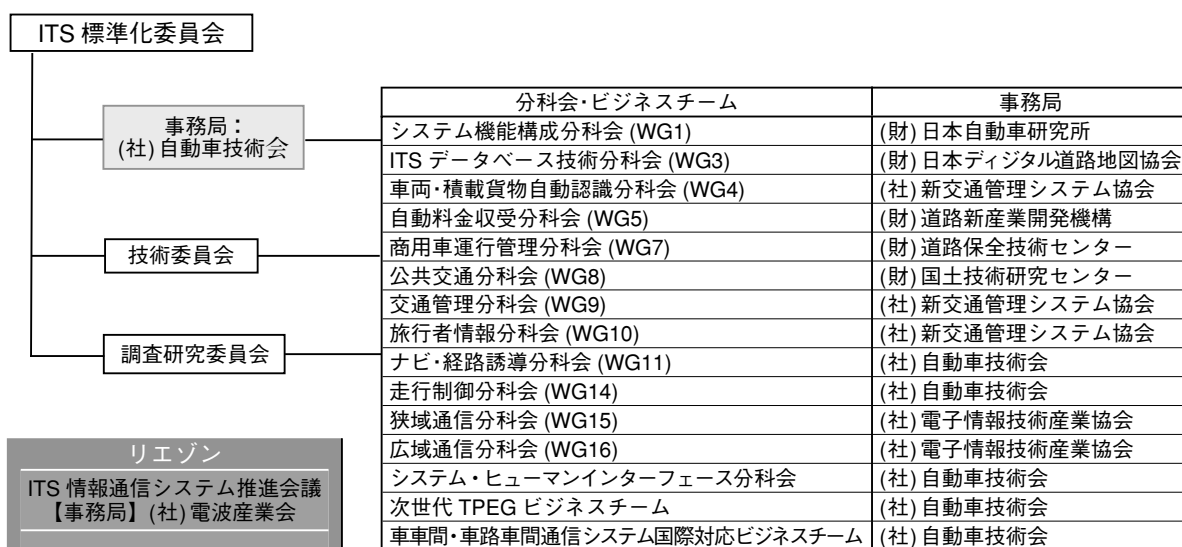 ITS 標準化委員会
事務局：
(社) 自動車技術会
技術委員会
調査研究委員会
リエゾン
ITS 情報通信システム推進会議
【事務局】(社) 電波産業会
分科会・ビジネスチーム 事務局
システム機能構成分科会 (WG1) (財) 日本自動車研究所
ITS データベース技術分科会 (WG3) (財) 日本ディジタル道路地図協会
車両・積載貨物自動認識分科会 (WG4) (社) 新交通管理システム協会
自動料金収受分科会 (WG5) (財) 道路新産業開発機構
商用車運行管理分科会 (WG7) (財) 道路保全技術センター
公共交通分科会 (WG8) (財) 国土技術研究センター
交通管理分科会 (WG9) (社) 新交通管理システム協会
旅行者情報分科会 (WG10) (社) 新交通管理システム協会
ナビ・経路誘導分科会 (WG11) (社) 自動車技術会
走行制御分科会 (WG14) (社) 自動車技術会
狭域通信分科会 (WG15) (社) 電子情報技術産業協会
広域通信分科会 (WG16) (社) 電子情報技術産業協会
システム・ヒューマンインターフェース分科会 (社) 自動車技術会
次世代 TPEG ビジネスチーム (社) 自動車技術会
車車間・車路車間通信システム国際対応ビジネスチーム (社) 自動車技術会